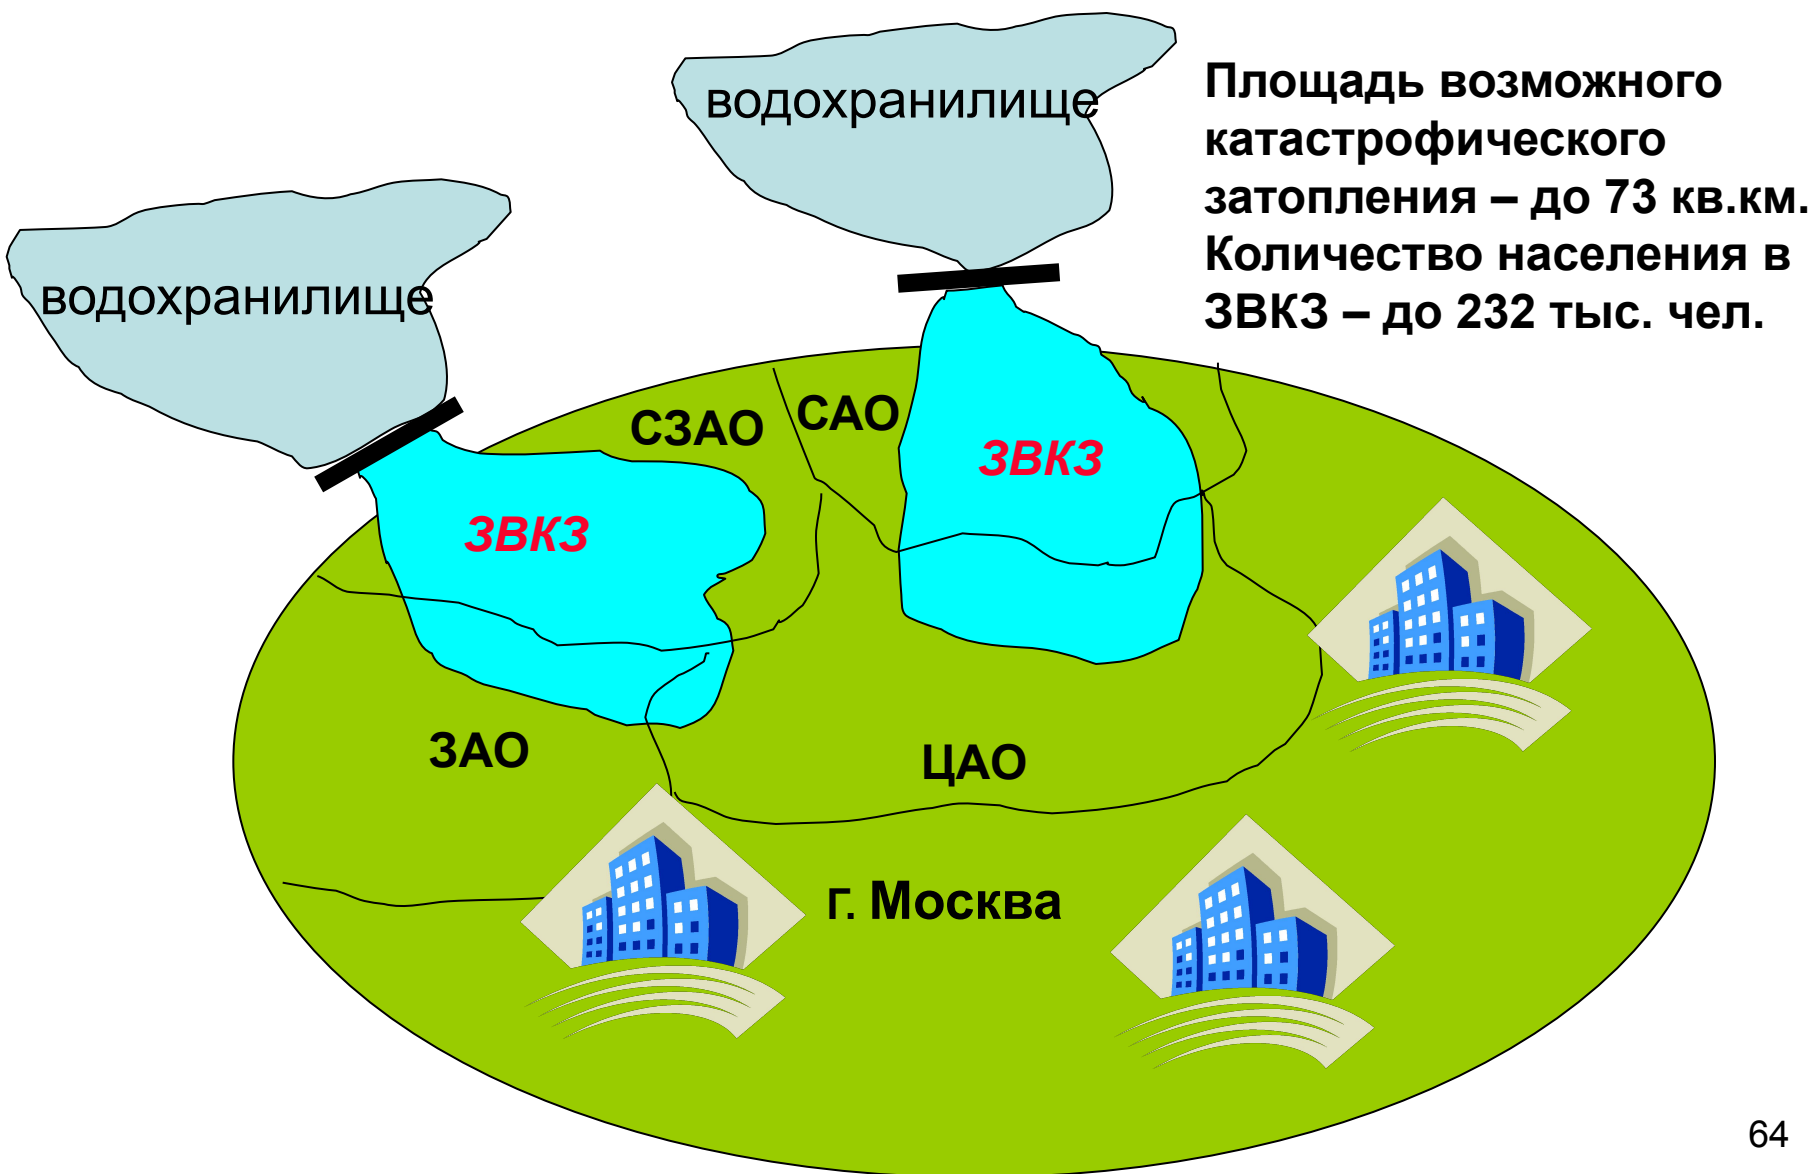 водохранилище
Площадь возможного
катастрофического
затопления – до 73 кв.км.
Количество населения в
ЗВКЗ – до 232 тыс. чел.
водохранилище
СЗАО
САО
ЗВКЗ
ЗВКЗ
ЗАО
ЦАО
г. Москва
64